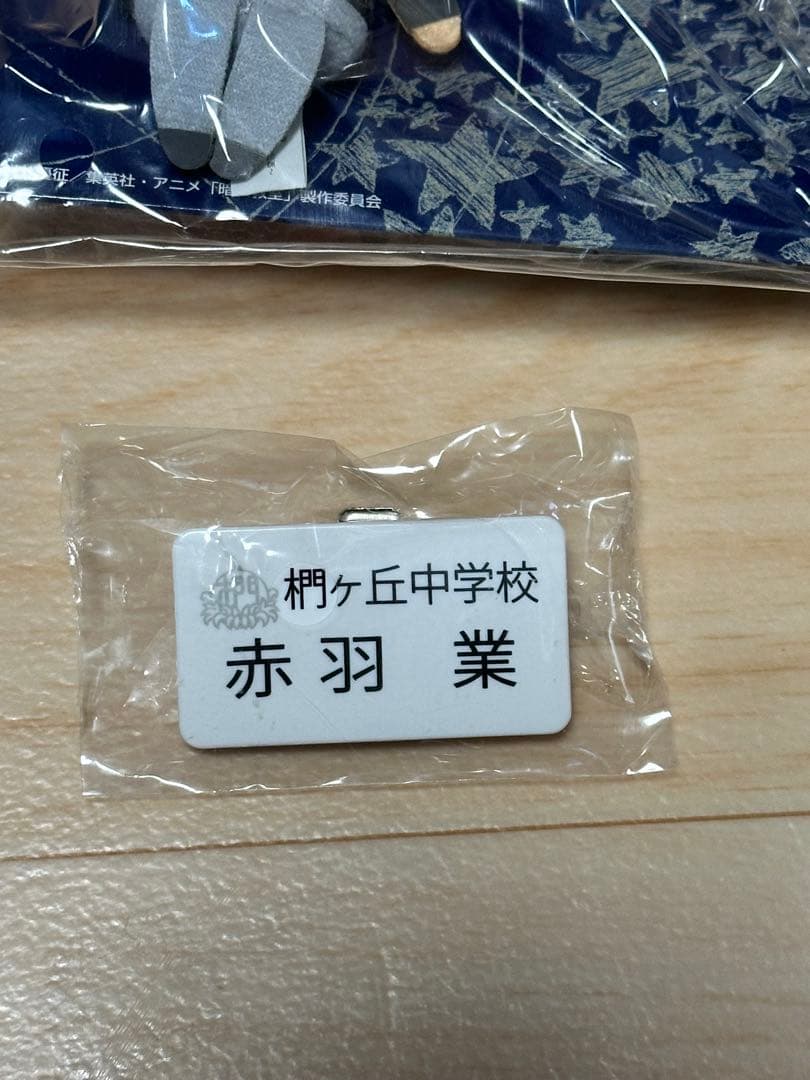 征／集英社・アニメ「暗 教室」製作委員会
椚ヶ丘中学校
赤羽 業